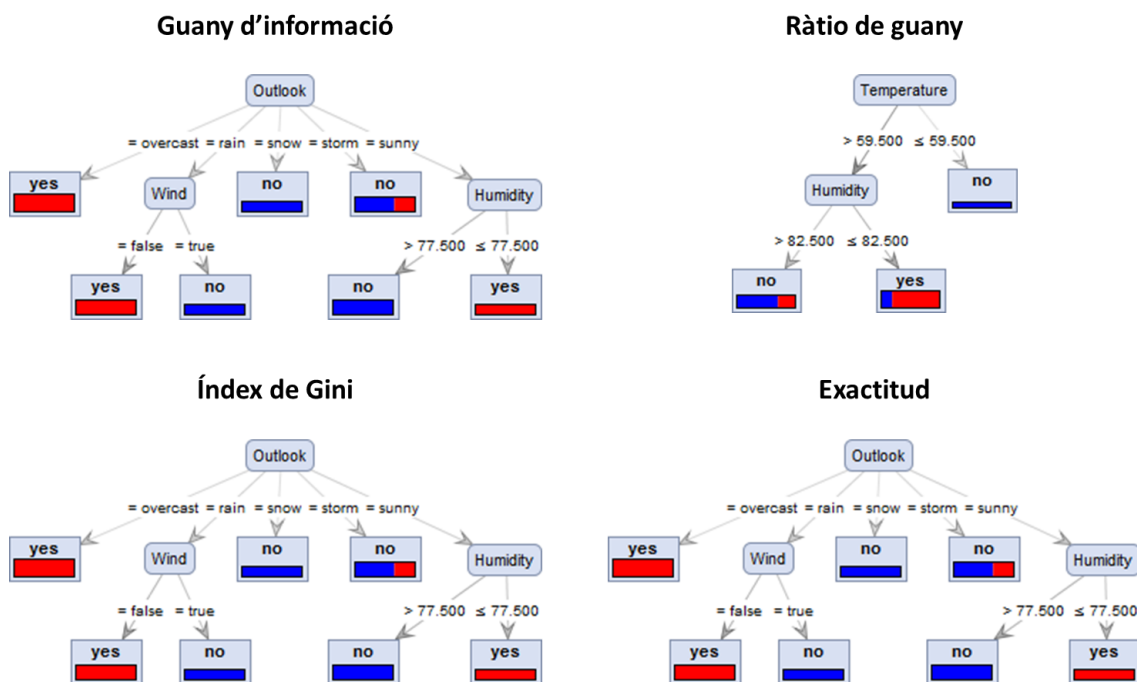 Guany d’informació
Outlook
= overcast = rain = snow = storm = sunny
yes
Wind
no
no
Humidity
= false = true
> 77.500 ≤ 77.500
yes
no
no
yes
Ràtio de guany
Temperature
> 59.500 ≤ 59.500
Humidity
no
> 82.500 ≤ 82.500
no
yes
Índex de Gini
Outlook
= overcast = rain = snow = storm = sunny
yes
Wind
no
no
Humidity
= false = true
> 77.500 ≤ 77.500
yes
no
no
yes
Exactitud
Outlook
= overcast = rain = snow = storm = sunny
yes
Wind
no
no
Humidity
= false = true
> 77.500 ≤ 77.500
yes
no
no
yes